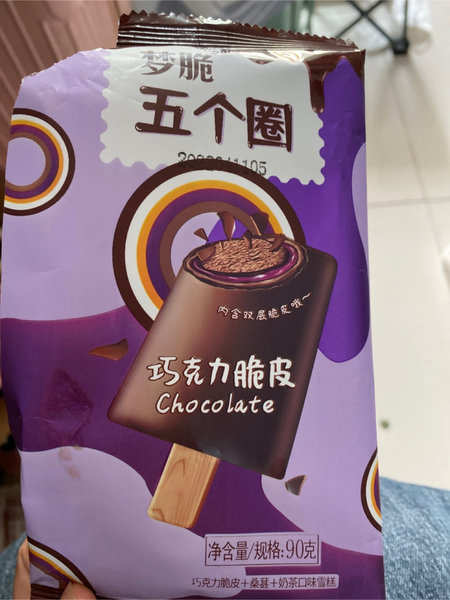 梦脆
五个圈
内含双层脆皮哦~
巧克力脆皮
Chocolate
净含量/规格:90克
巧克力脆皮+桑葚+奶茶口味雪糕